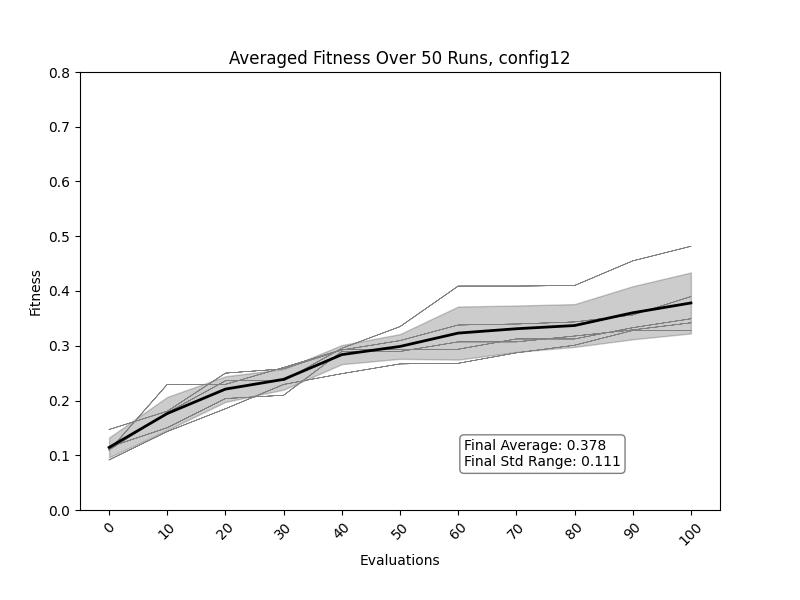 Averaged Fitness Over 50 Runs, config12
0.8
0.7
0.6
0.5
0.4
0.3
0.2
0.1
0.0
Fitness
Final Average: 0.378
Final Std Range: 0.111
0 10 20 30 40 50 60 70 80 90 100
Evaluations